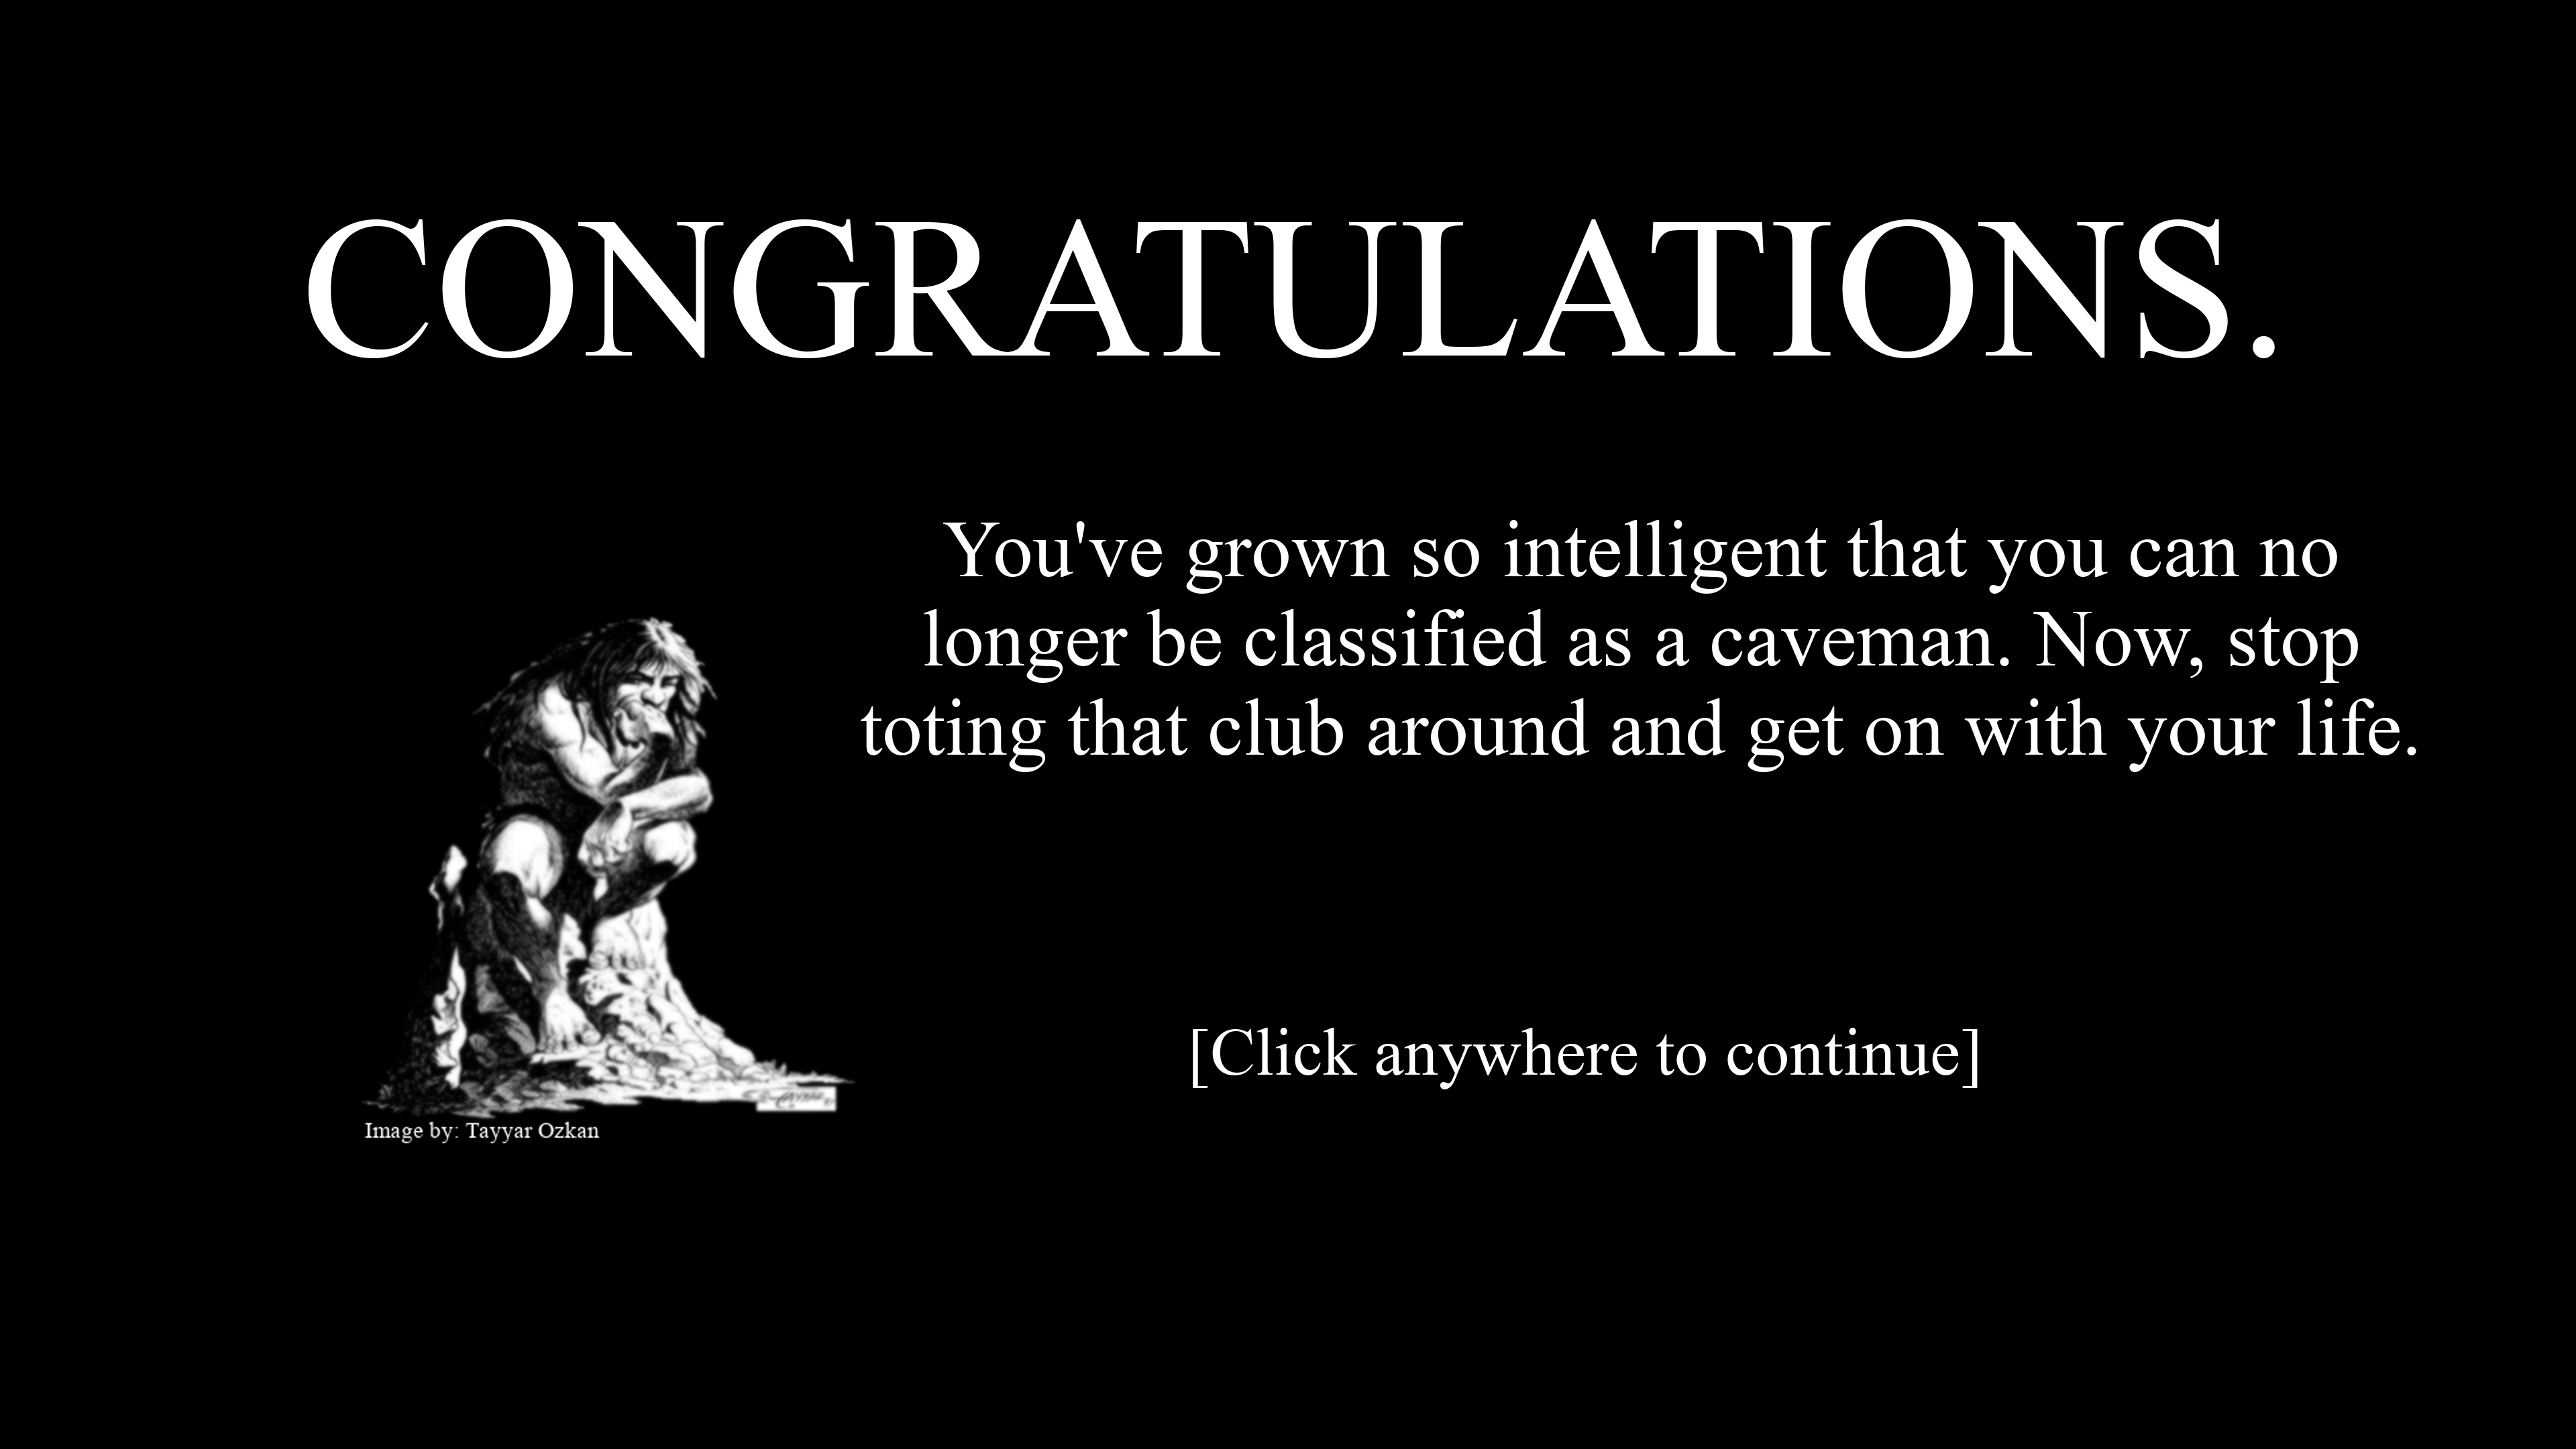 CONGRATULATIONS.
You've grown so intelligent that you can no
longer be classified as a caveman. Now, stop
toting that club around and get on with your life.
[Click anywhere to continue]
Image by: Tayyar Ozkan